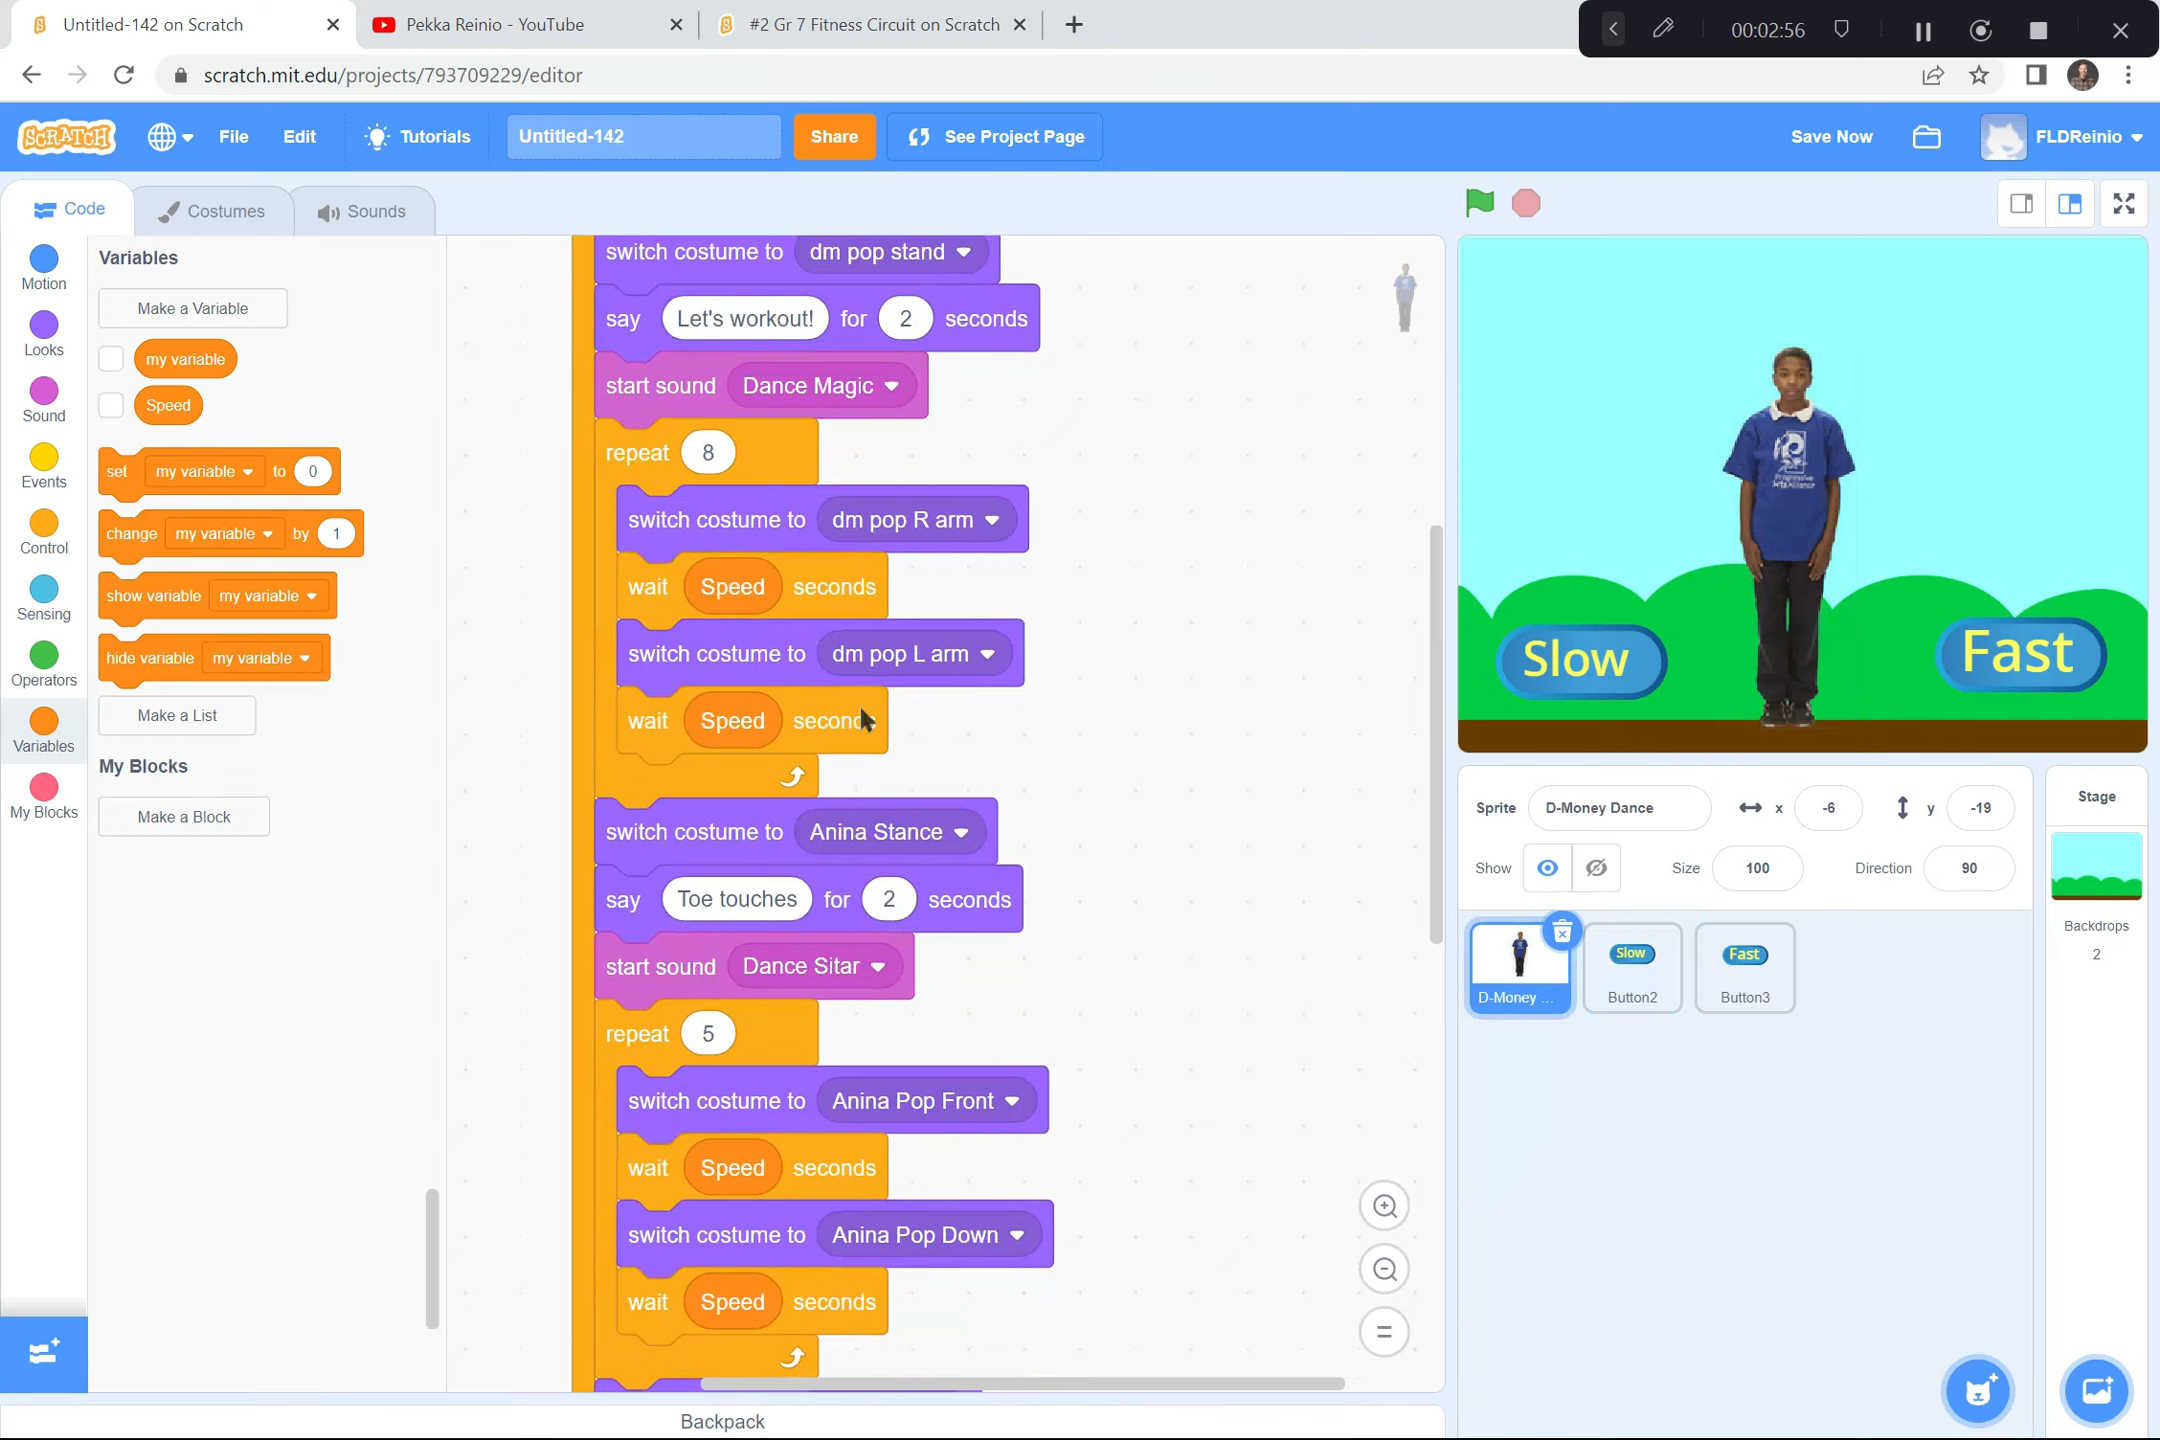 Untitled-142 on Scratch
Pekka Reinio - YouTube
#2 Gr 7 Fitness Circuit on Scratch
00:02:56
scratch.mit.edu/projects/793709229/editor
SCRATCH
File
Edit
Tutorials
Untitled-142
Share
See Project Page
Save Now
FLDReinio
Code
Costumes
Sounds
Motion
Looks
Sound
Events
Control
Sensing
Operators
Variables
My Blocks
Variables
Make a Variable
my variable
Speed
set my variable to 0
change my variable by 1
show variable my variable
hide variable my variable
Make a List
My Blocks
Make a Block
switch costume to dm pop stand
say Let's workout! for 2 seconds
start sound Dance Magic
repeat 8
switch costume to dm pop R arm
wait Speed seconds
switch costume to dm pop L arm
wait Speed seconds
switch costume to Anina Stance
say Toe touches for 2 seconds
start sound Dance Sitar
repeat 5
switch costume to Anina Pop Front
wait Speed seconds
switch costume to Anina Pop Down
wait Speed seconds
Backpack
Progressive
Arts Alliance
Slow
Fast
Sprite D-Money Dance x -6 y -19
Show Size 100 Direction 90
D-Money ...
Slow
Button2
Fast
Button3
Stage
Backdrops
2